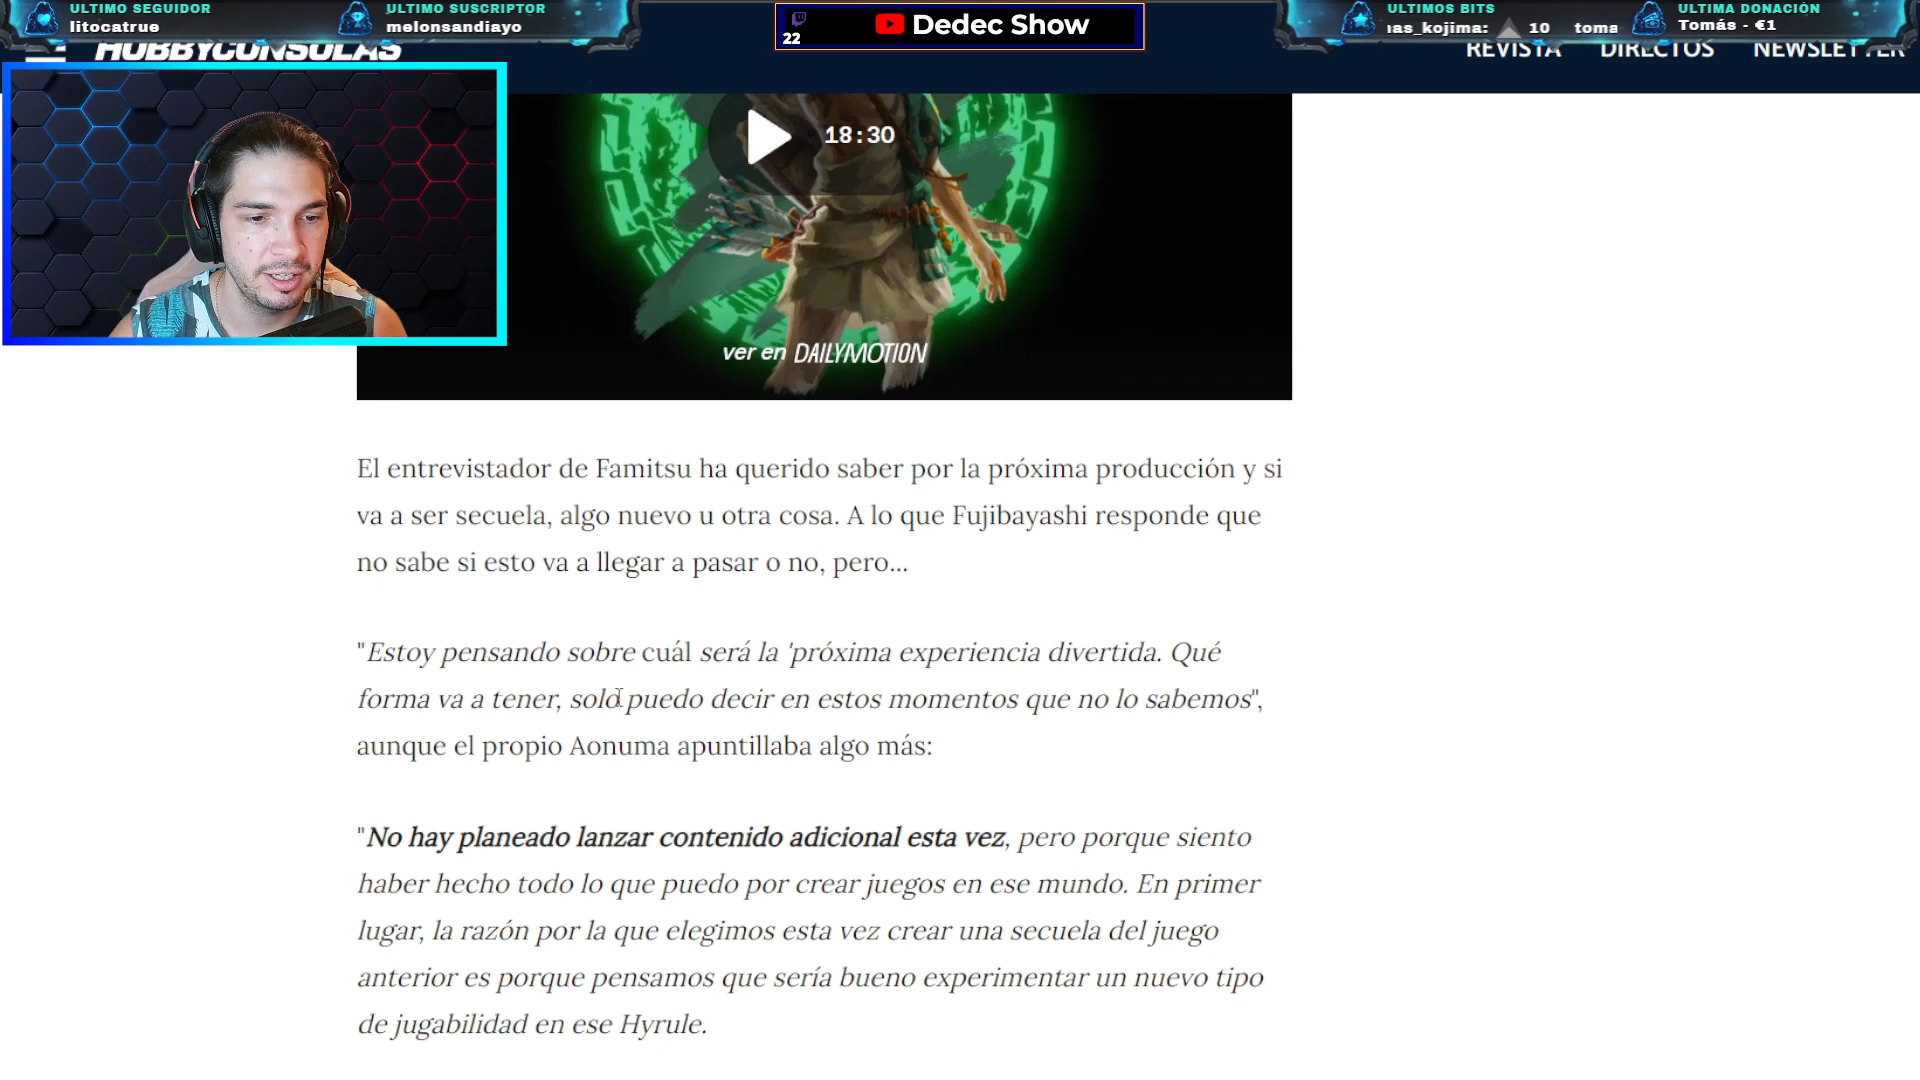 ULTIMO SEGUIDOR
litocatrue
ULTIMO SUSCRIPTOR
melonsandiayo
22
Dedec Show
ULTIMOS BITS
ıas_kojima: 10 toma
ULTIMA DONACIÓN
Tomás - €1
HOBBYCONSOLAS
REVISTA DIRECTOS NEWSLETTER
18:30
ver en DAILYMOTION
El entrevistador de Famitsu ha querido saber por la próxima producción y si
va a ser secuela, algo nuevo u otra cosa. A lo que Fujibayashi responde que
no sabe si esto va a llegar a pasar o no, pero...
"Estoy pensando sobre cuál será la 'próxima experiencia divertida. Qué
forma va a tener, solo puedo decir en estos momentos que no lo sabemos",
aunque el propio Aonuma apuntillaba algo más:
"No hay planeado lanzar contenido adicional esta vez, pero porque siento
haber hecho todo lo que puedo por crear juegos en ese mundo. En primer
lugar, la razón por la que elegimos esta vez crear una secuela del juego
anterior es porque pensamos que sería bueno experimentar un nuevo tipo
de jugabilidad en ese Hyrule.